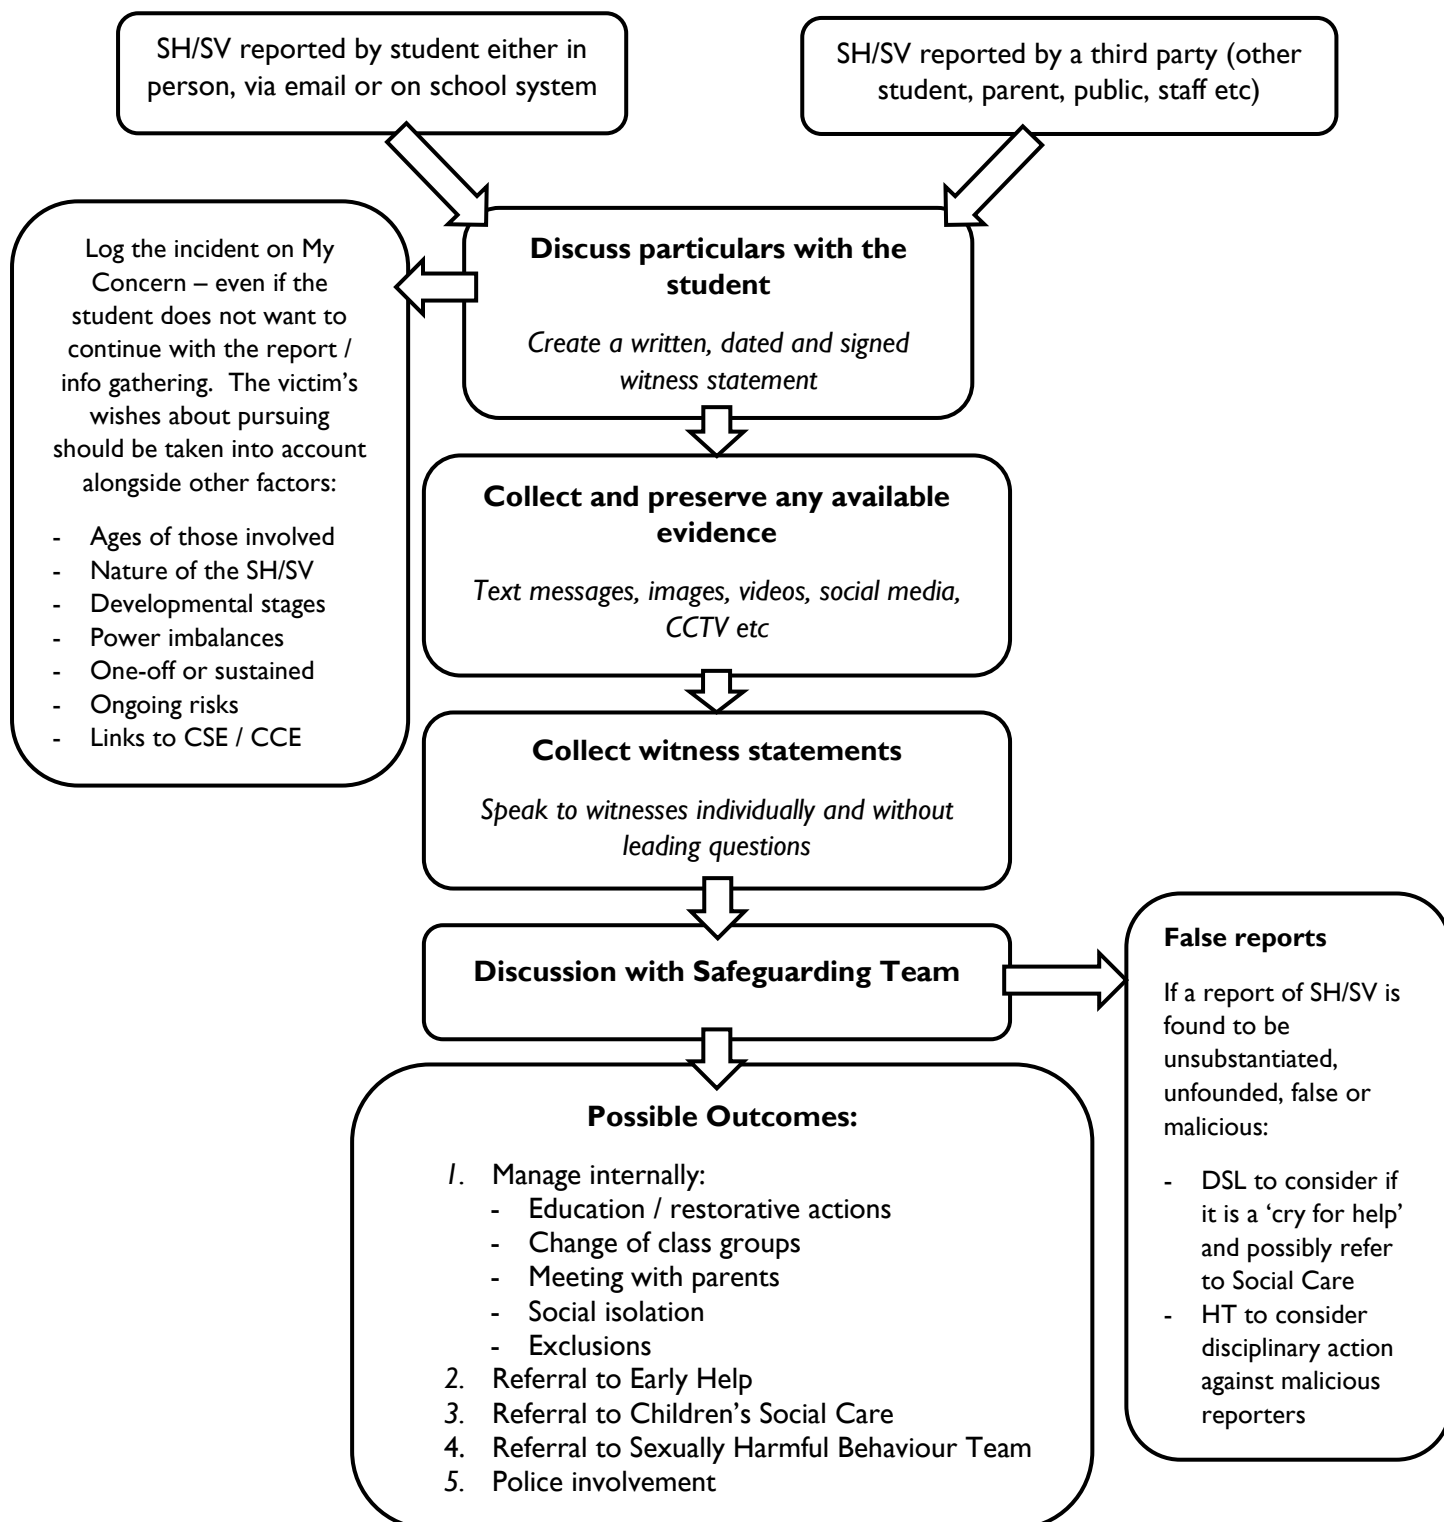 SH/SV reported by student either in
person, via email or on school system
SH/SV reported by a third party (other
student, parent, public, staff etc)
Discuss particulars with the
student
Create a written, dated and signed
witness statement
Log the incident on My
Concern – even if the
student does not want to
continue with the report /
info gathering.  The victim’s
wishes about pursuing
should be taken into account
alongside other factors:
- Ages of those involved
- Nature of the SH/SV
- Developmental stages
- Power imbalances
- One-off or sustained
- Ongoing risks
- Links to CSE / CCE
Collect and preserve any available
evidence
Text messages, images, videos, social media,
CCTV etc
Collect witness statements
Speak to witnesses individually and without
leading questions
Discussion with Safeguarding Team
False reports
If a report of SH/SV is
found to be
unsubstantiated,
unfounded, false or
malicious:
- DSL to consider if
it is a ‘cry for help’
and possibly refer
to Social Care
- HT to consider
disciplinary action
against malicious
reporters
Possible Outcomes:
1. Manage internally:
- Education / restorative actions
- Change of class groups
- Meeting with parents
- Social isolation
- Exclusions
2. Referral to Early Help
3. Referral to Children’s Social Care
4. Referral to Sexually Harmful Behaviour Team
5. Police involvement